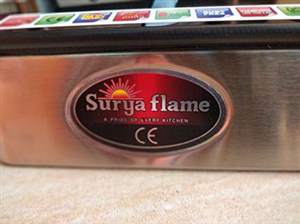 Surya flame
A PRIDE OF EVERY KITCHEN
CE